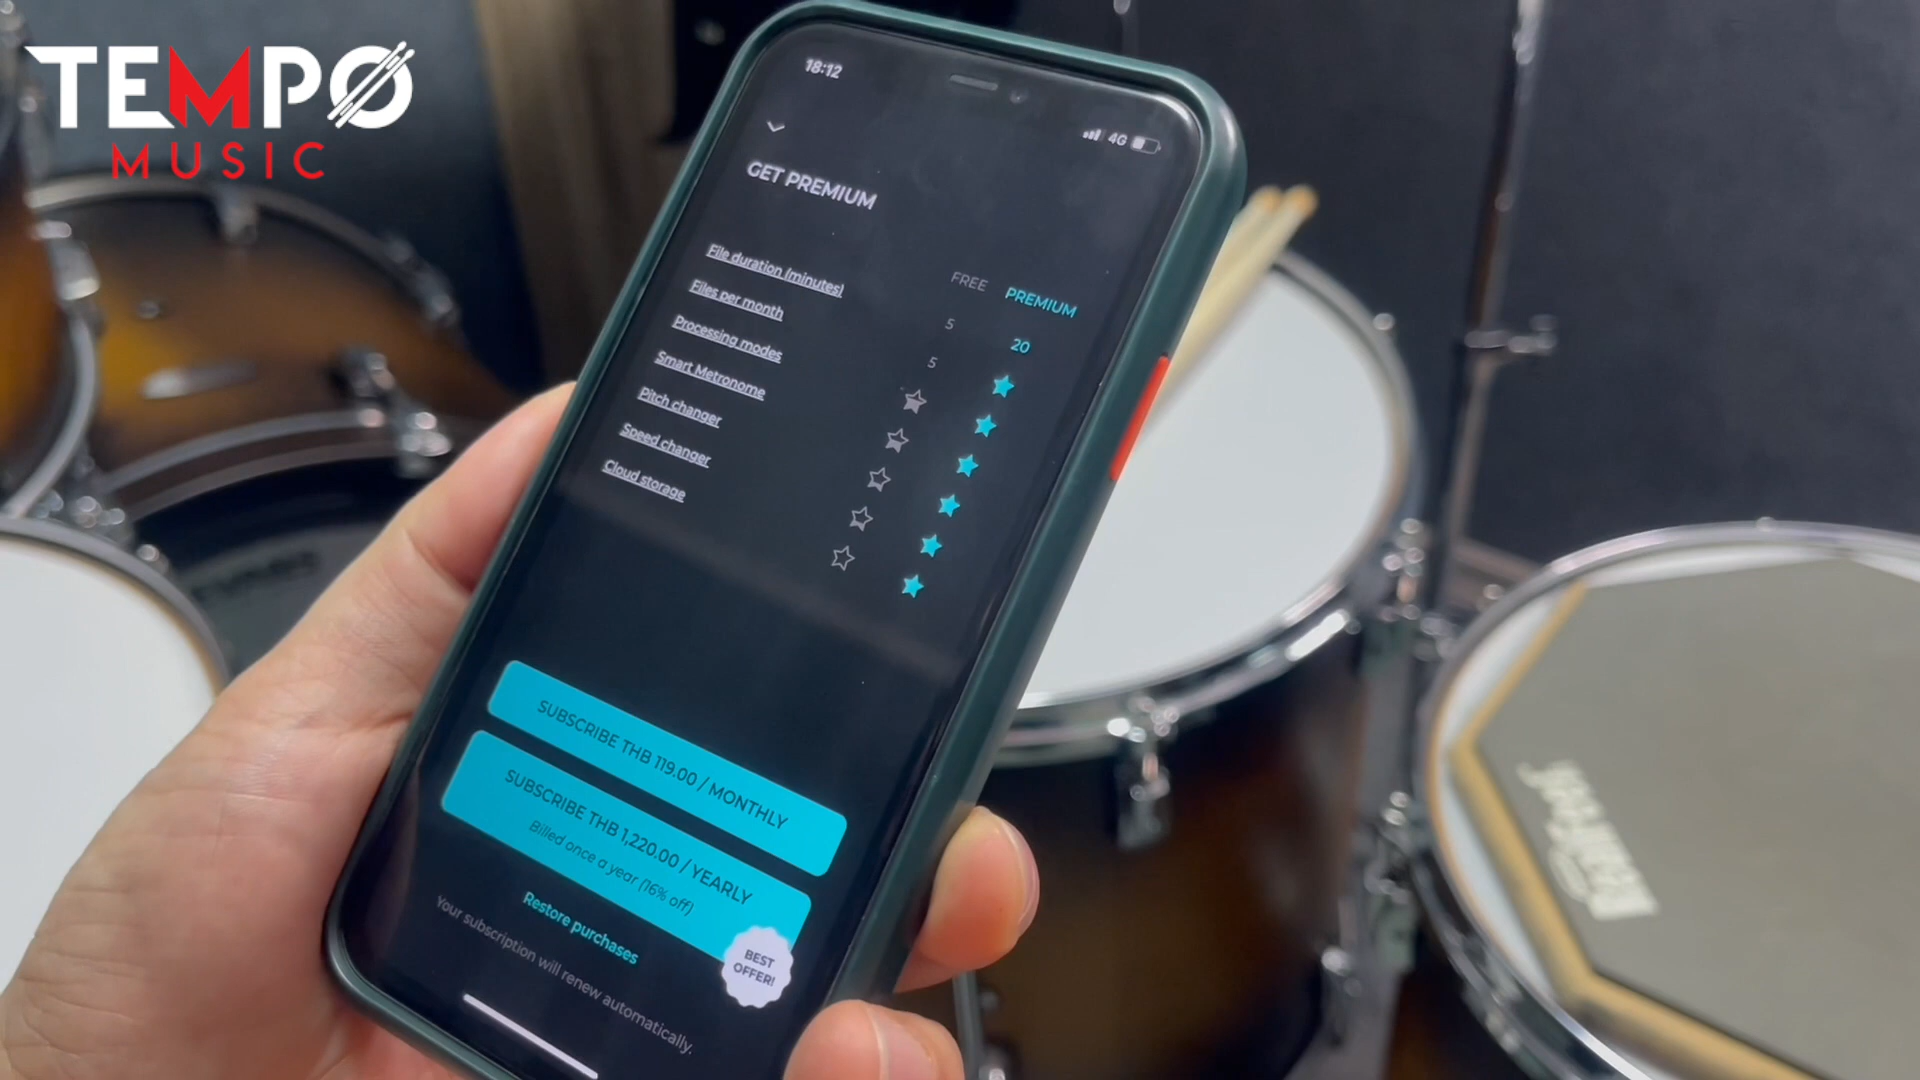 TEMPO
MUSIC
18:12
4G
GET PREMIUM
FREE PREMIUM
File duration (minutes) 5 20
Files per month 5
Processing modes
Smart Metronome
Pitch changer
Speed changer
Cloud storage
SUBSCRIBE THB 119.00 / MONTHLY
SUBSCRIBE THB 1,220.00 / YEARLY
Billed once a year (16% off)
BEST
OFFER!
Restore purchases
Your subscription will renew automatically.